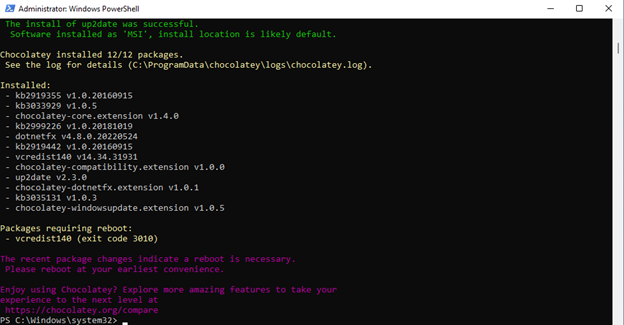 Administrator: Windows PowerShell
The install of up2date was successful.
Software installed as 'MSI', install location is likely default.
Chocolatey installed 12/12 packages.
See the log for details (C:\ProgramData\chocolatey\logs\chocolatey.log).
Installed:
- kb2919355 v1.0.20160915
- kb3033929 v1.0.5
- chocolatey-core.extension v1.4.0
- kb2999226 v1.0.20181019
- dotnetfx v4.8.0.20220524
- kb2919442 v1.0.20160915
- vcredist140 v14.34.31931
- chocolatey-compatibility.extension v1.0.0
- up2date v2.3.0
- chocolatey-dotnetfx.extension v1.0.1
- kb3035131 v1.0.3
- chocolatey-windowsupdate.extension v1.0.5
Packages requiring reboot:
- vcredist140 (exit code 3010)
The recent package changes indicate a reboot is necessary.
Please reboot at your earliest convenience.
Enjoy using Chocolatey? Explore more amazing features to take your
experience to the next level at
https://chocolatey.org/compare
PS C:\Windows\system32>